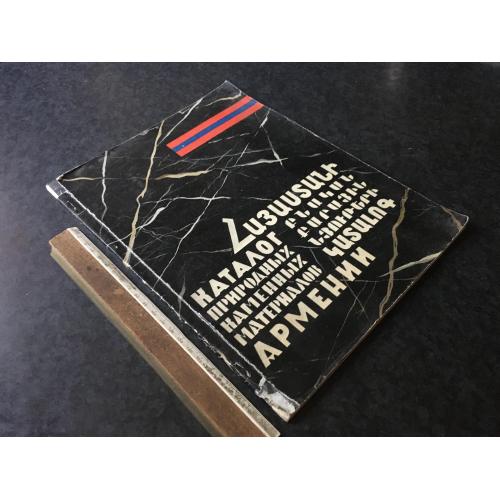 Հայաստանի
ԲՆԱԿԱՆ
ՔԱՐԱՅԻՆ
ՆՅՈՒԹԵՐԻ
ԿԱՏԱԼՈԳ
КАТАЛОГ
ПРИРОДНЫХ
КАМЕННЫХ
МАТЕРИАЛОВ
АРМЕНИИ